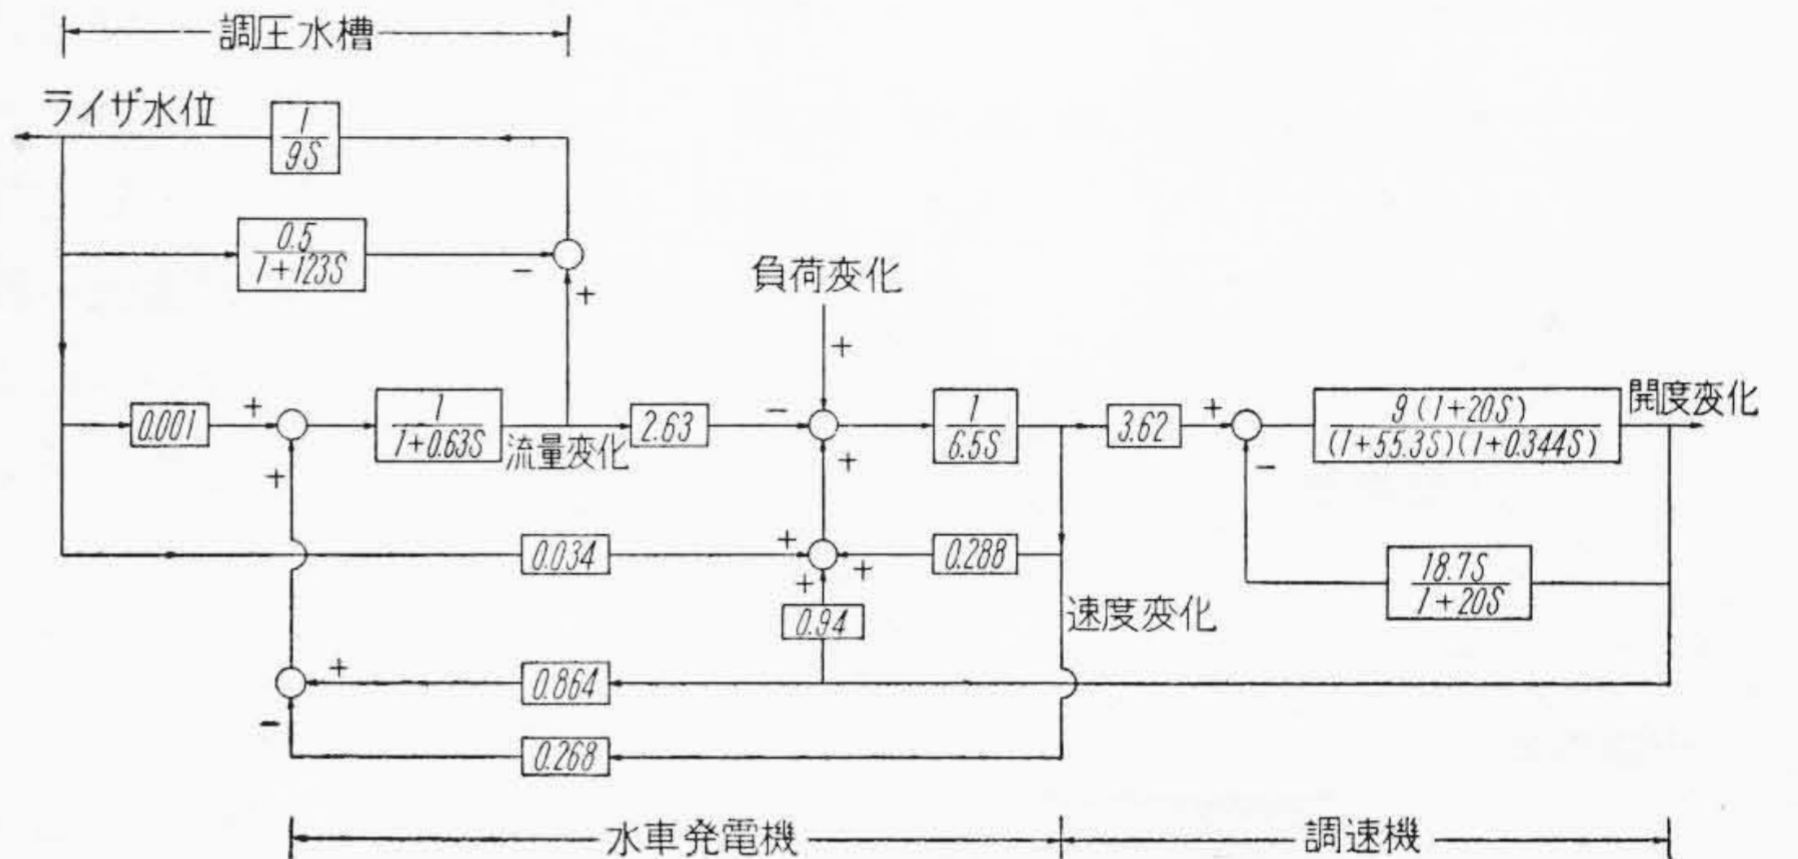 調圧水槽
ライザ水位
1
9S
0.5
1+123S
−
+
負荷変化
+
0.001
+
1
1+0.63S
流量変化
2.63
−
1
6.5S
3.62
+
9(1+20S)
(1+55.3S)(1+0.344S)
開度変化
+
+
−
0.034
+
+
+
0.288
18.7S
1+20S
0.94
速度変化
+
0.864
−
0.268
水車発電機
調速機